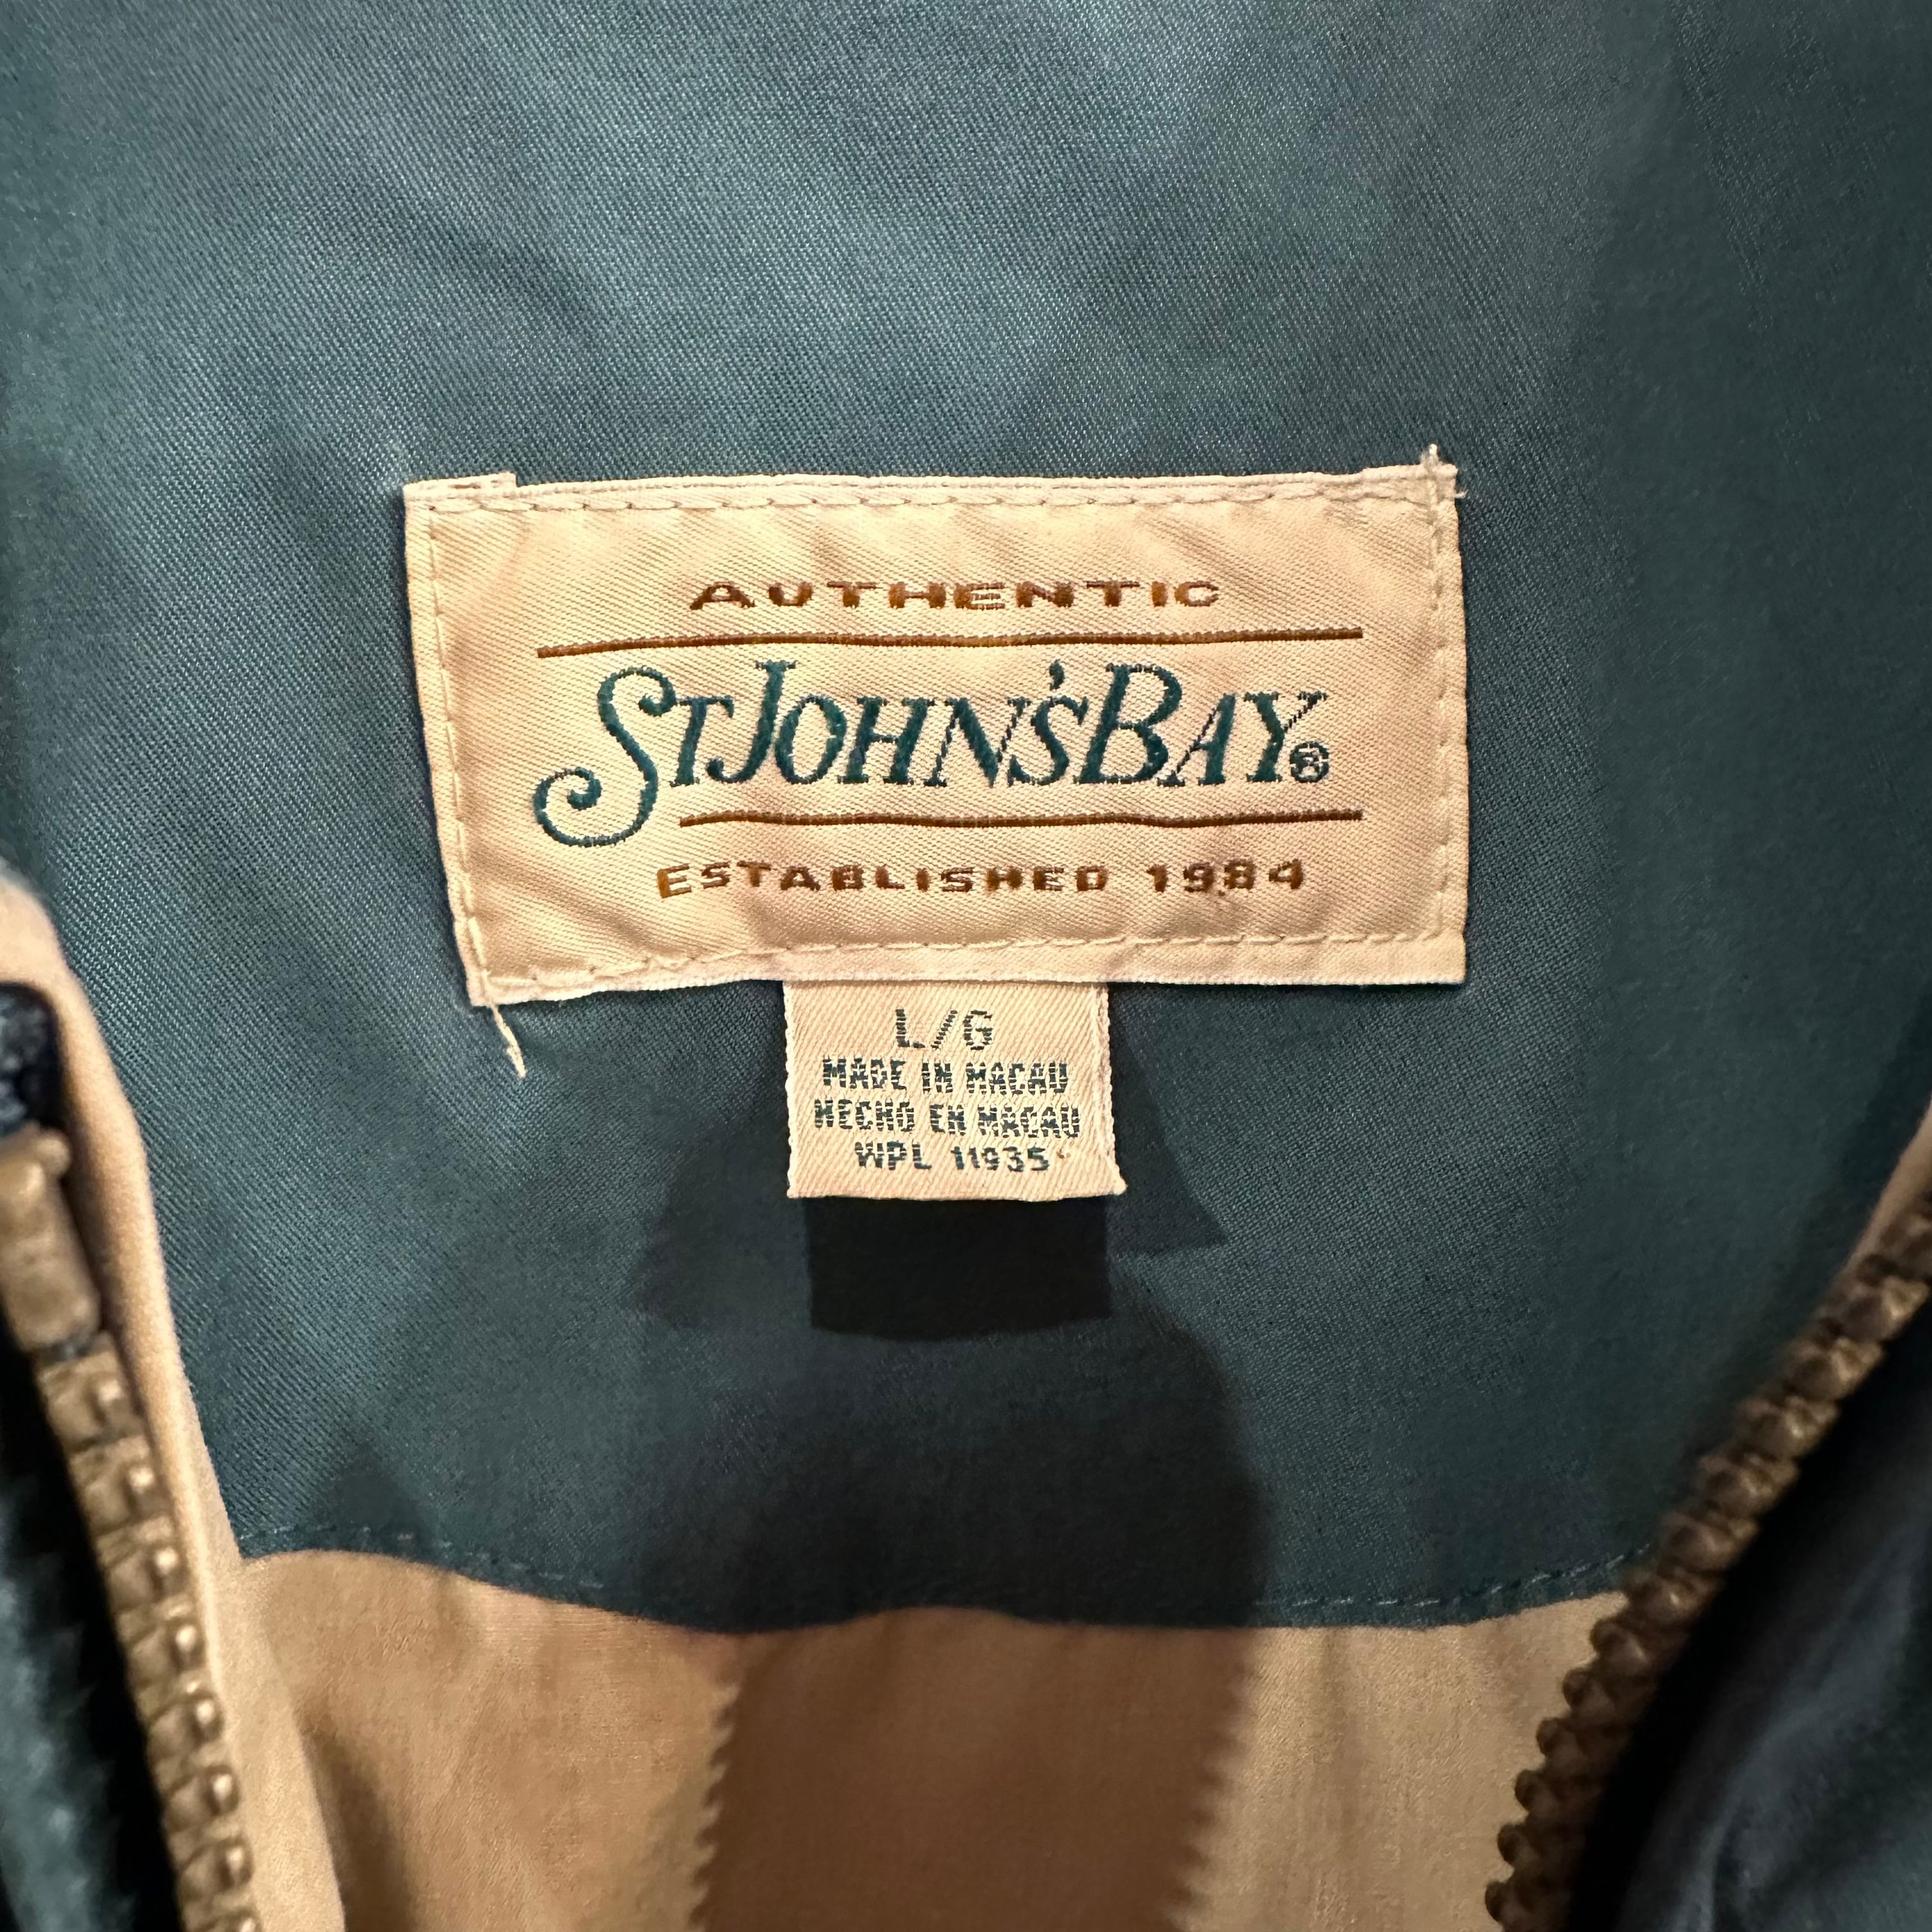 AUTHENTIC
ST JOHN'S BAY®
ESTABLISHED 1984
L/G
MADE IN MACAU
HECHO EN MACAU
WPL 11935